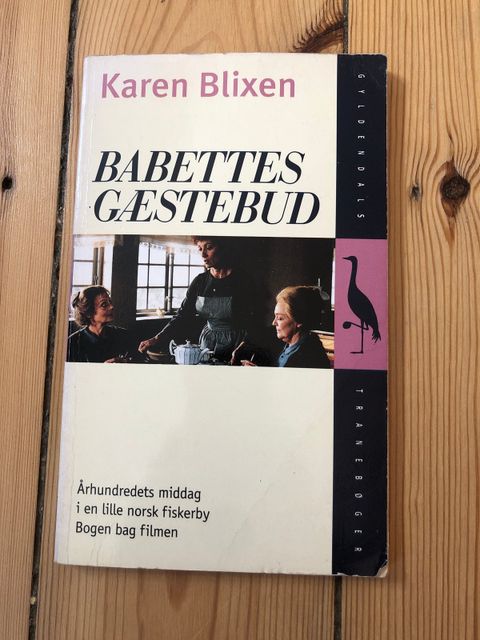 Karen Blixen
BABETTES
GÆSTEBUD
Århundredets middag
i en lille norsk fiskerby
Bogen bag filmen
GYLDENDALS
TRANEBØGER